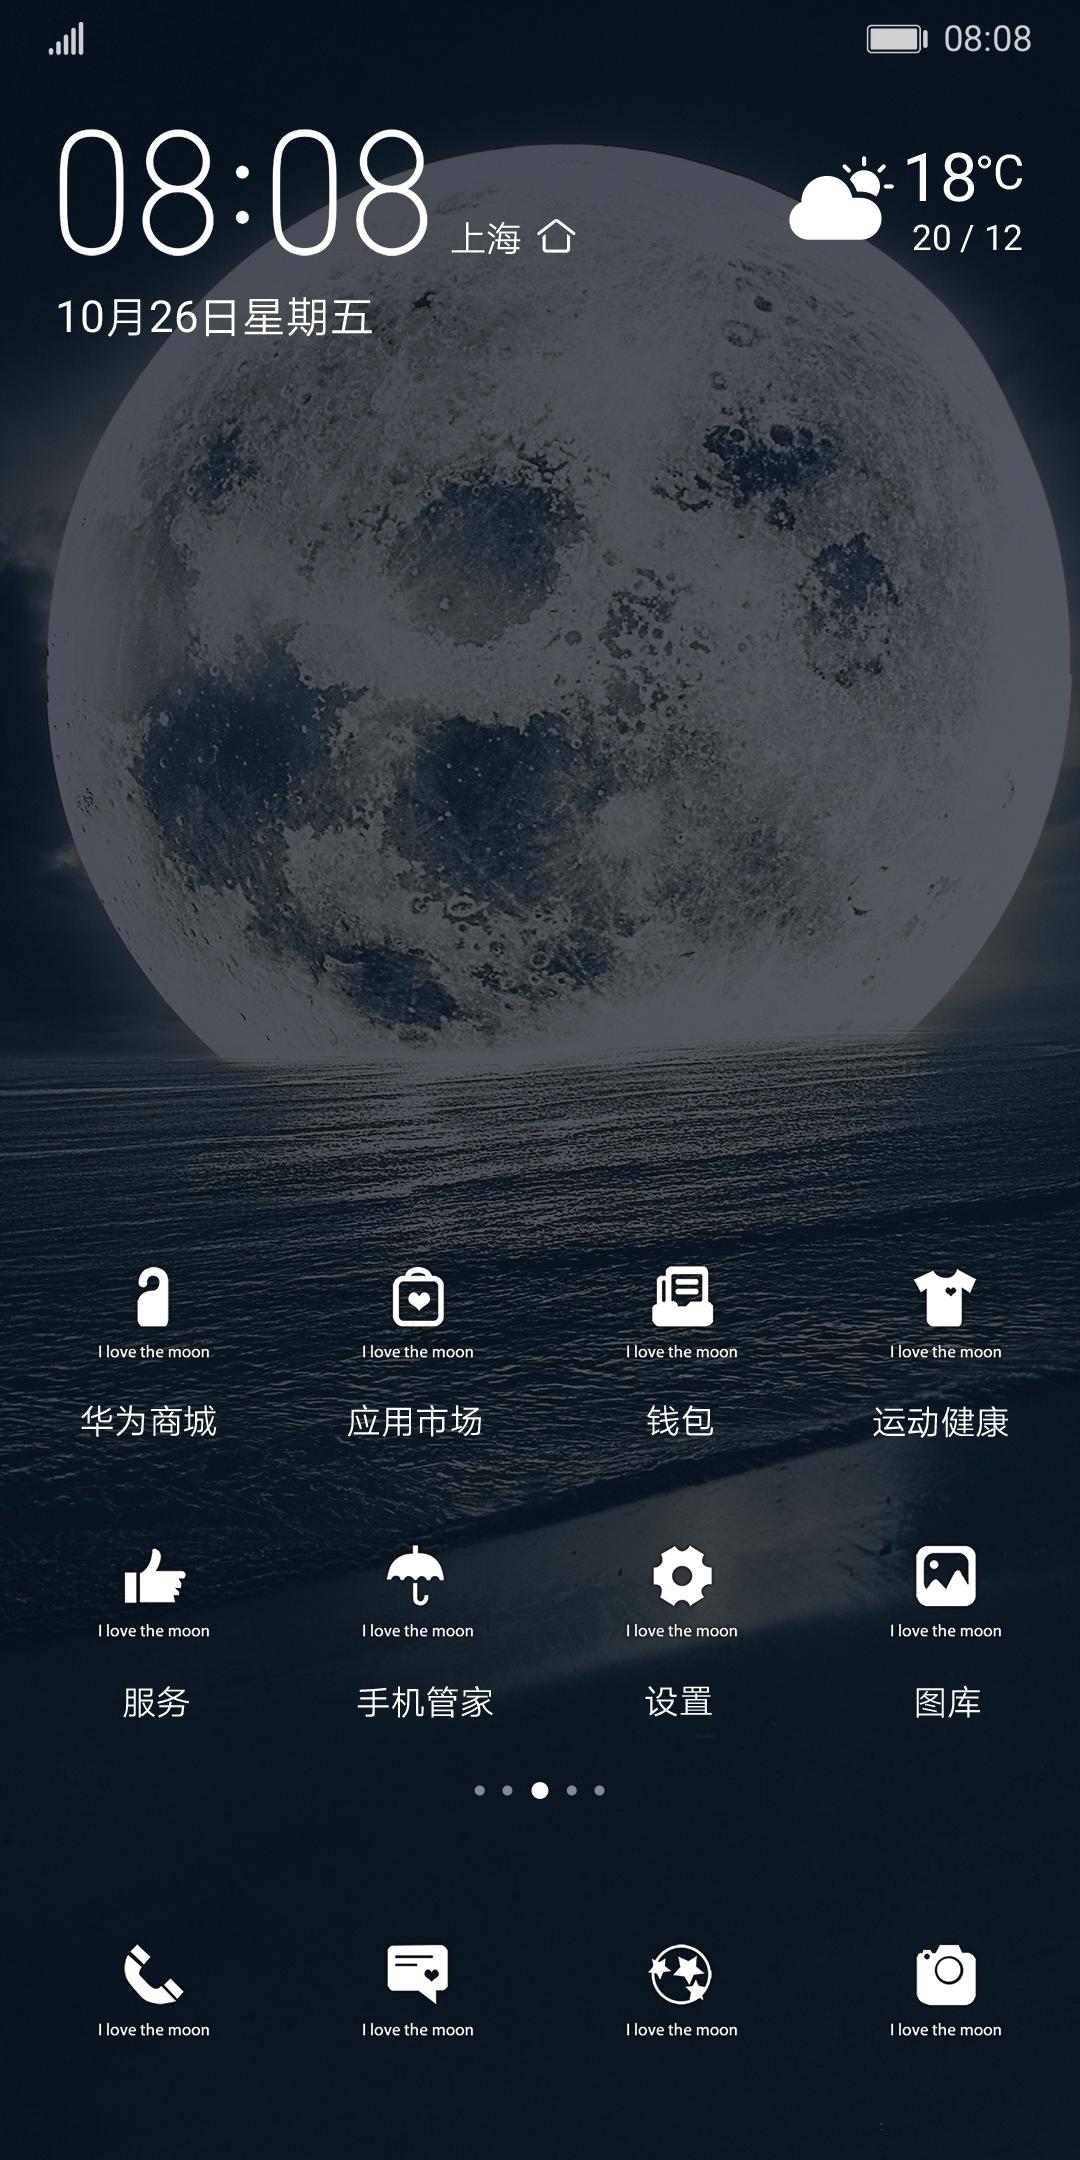 08:08
08:08 上海
18°C
20 / 12
10月26日星期五
I love the moon I love the moon I love the moon I love the moon
华为商城 应用市场 钱包 运动健康
I love the moon I love the moon I love the moon I love the moon
服务 手机管家 设置 图库
I love the moon I love the moon I love the moon I love the moon